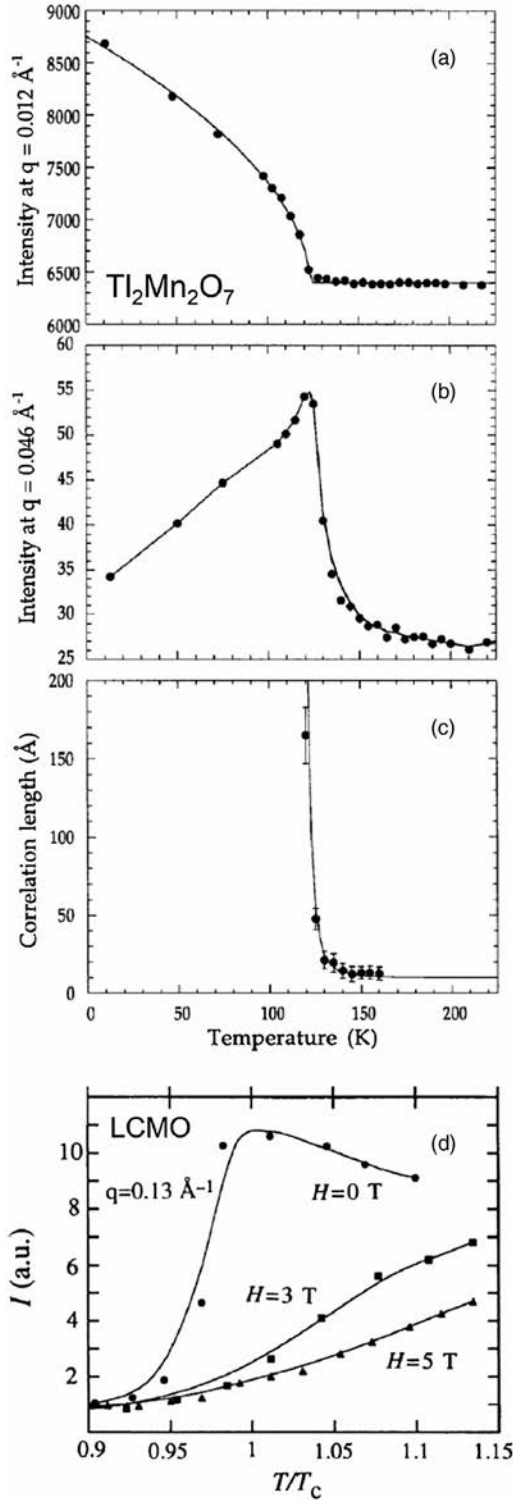 9000
8500
8000
7500
7000
6500
6000
Intensity at q = 0.012 Å⁻¹
(a)
Tl₂Mn₂O₇
60
55
50
45
40
35
30
25
Intensity at q = 0.046 Å⁻¹
(b)
200
150
100
50
0
Correlation length (Å)
(c)
0 50 100 150 200
Temperature (K)
LCMO
(d)
q=0.13 Å⁻¹
H=0 T
H=3 T
H=5 T
10
8
6
4
2
I (a.u.)
0.9 0.95 1 1.05 1.1 1.15
T/Tc